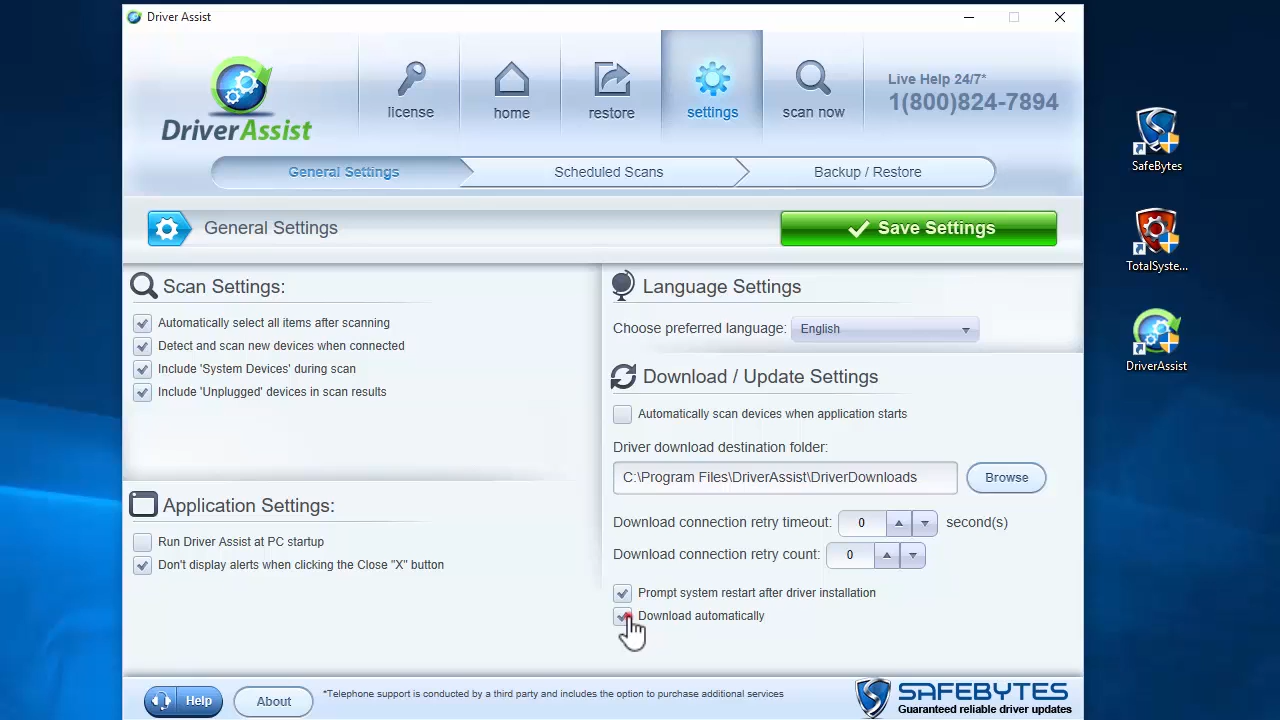 Driver Assist
DriverAssist
license
home
restore
settings
scan now
Live Help 24/7*
1(800)824-7894
General Settings
Scheduled Scans
Backup / Restore
General Settings
Save Settings
Scan Settings:
Automatically select all items after scanning
Detect and scan new devices when connected
Include 'System Devices' during scan
Include 'Unplugged' devices in scan results
Application Settings:
Run Driver Assist at PC startup
Don't display alerts when clicking the Close "X" button
Language Settings
Choose preferred language: English
Download / Update Settings
Automatically scan devices when application starts
Driver download destination folder:
C:\Program Files\DriverAssist\DriverDownloads
Browse
Download connection retry timeout: 0 second(s)
Download connection retry count: 0
Prompt system restart after driver installation
Download automatically
Help
About
*Telephone support is conducted by a third party and includes the option to purchase additional services
SAFEBYTES
Guaranteed reliable driver updates
SafeBytes
TotalSyste...
DriverAssist